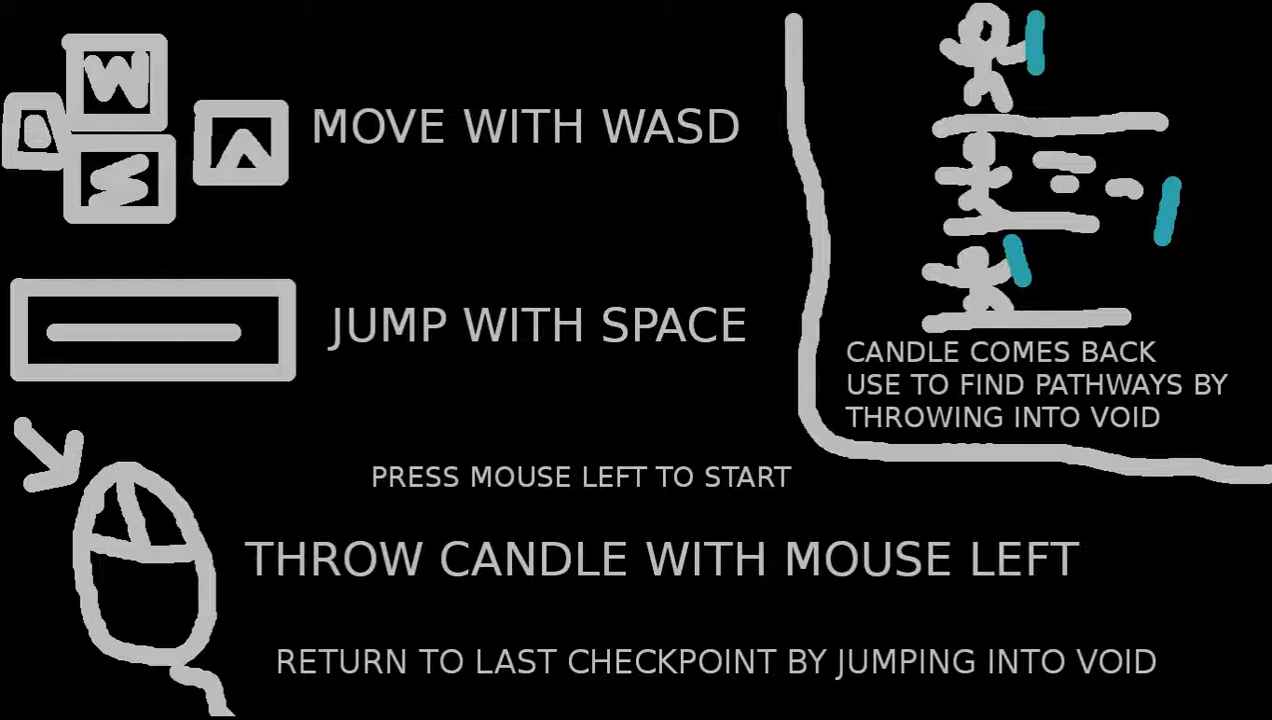 W
D
S
A
MOVE WITH WASD
JUMP WITH SPACE
CANDLE COMES BACK
USE TO FIND PATHWAYS BY
THROWING INTO VOID
PRESS MOUSE LEFT TO START
THROW CANDLE WITH MOUSE LEFT
RETURN TO LAST CHECKPOINT BY JUMPING INTO VOID